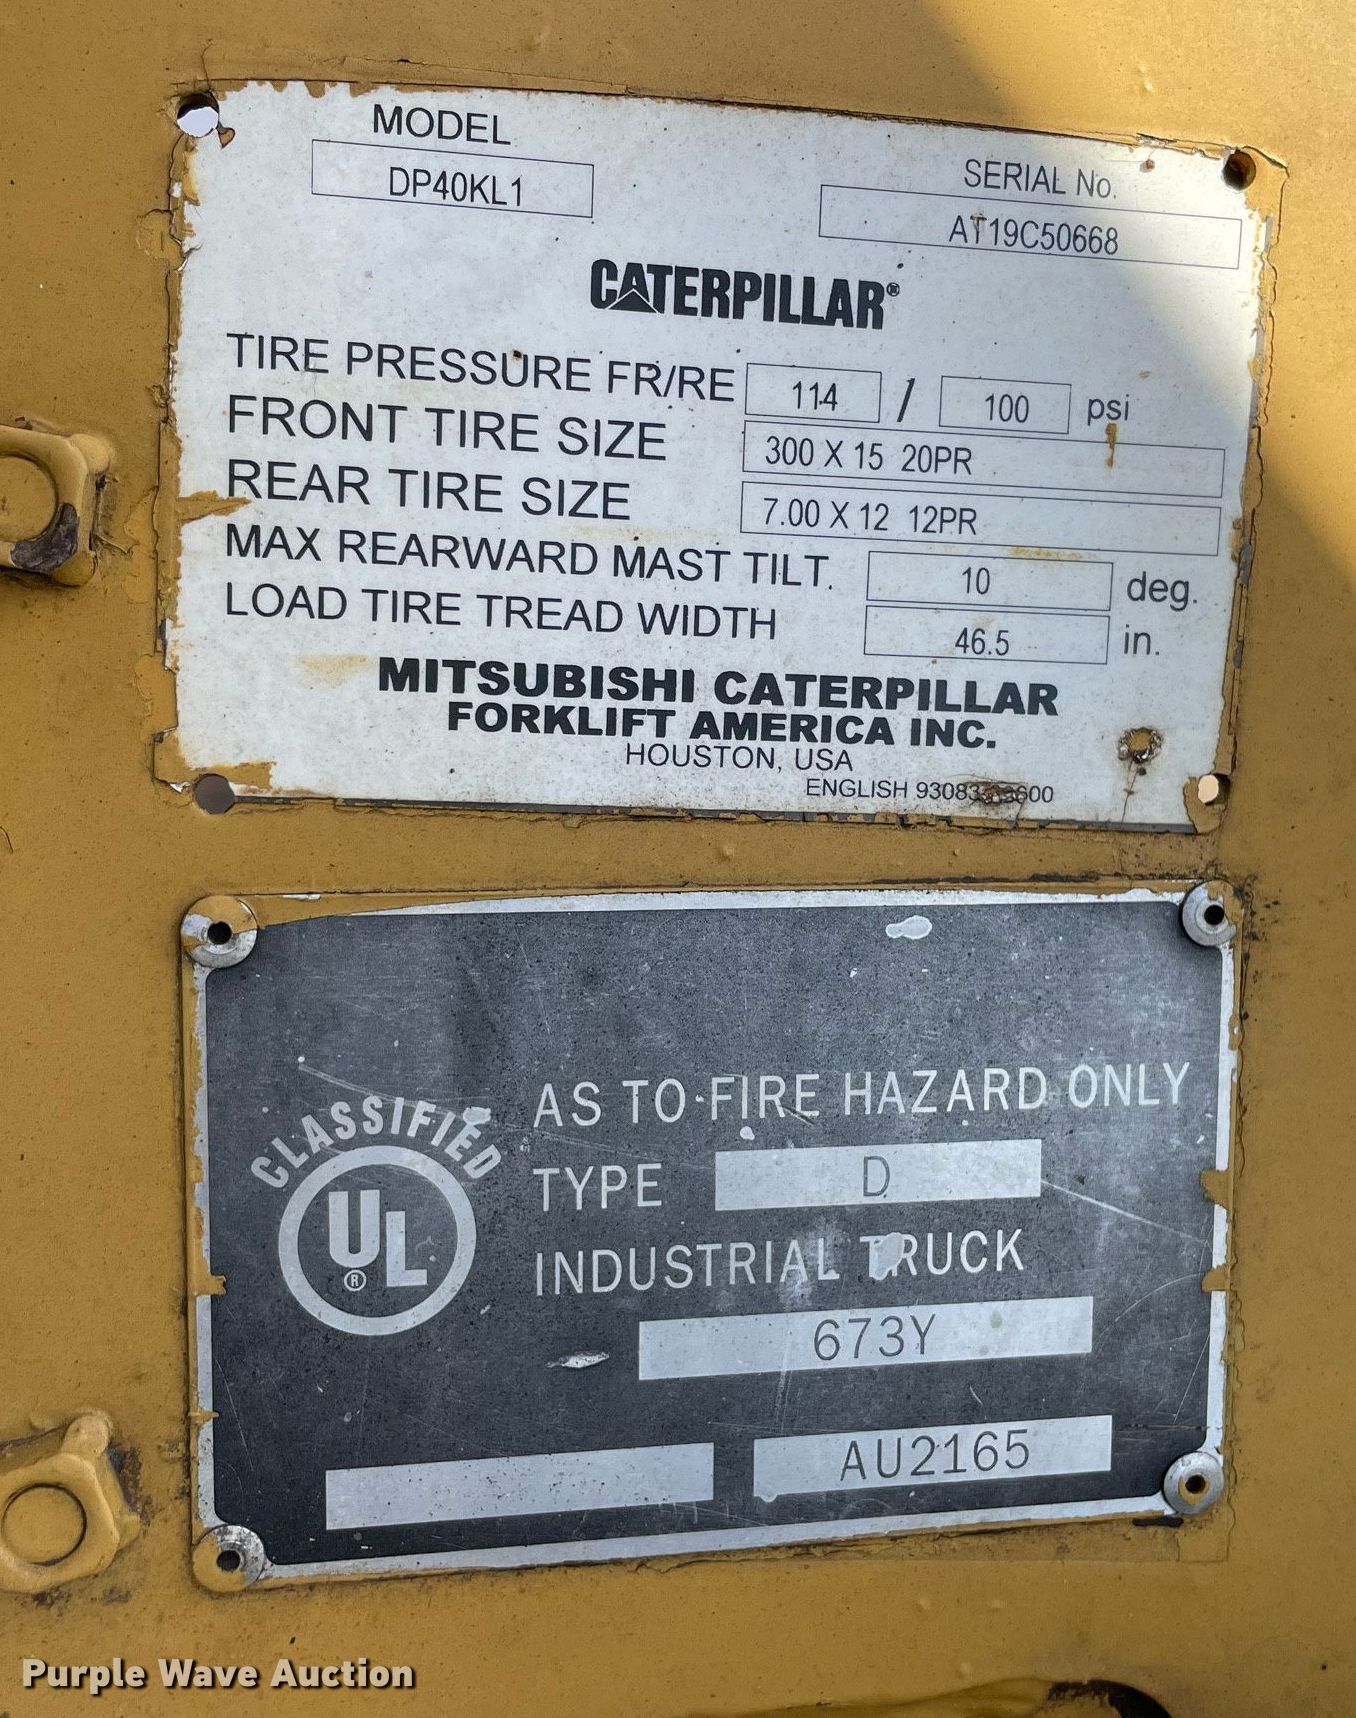 MODEL
DP40KL1
SERIAL No.
AT19C50668
CATERPILLAR®
TIRE PRESSURE FR/RE 114 / 100 psi
FRONT TIRE SIZE 300 X 15 20PR
REAR TIRE SIZE 7.00 X 12 12PR
MAX REARWARD MAST TILT. 10 deg.
LOAD TIRE TREAD WIDTH 46.5 in.
MITSUBISHI CATERPILLAR
FORKLIFT AMERICA INC.
HOUSTON, USA
ENGLISH
CLASSIFIED
UL®
AS TO FIRE HAZARD ONLY
TYPE D
INDUSTRIAL TRUCK
673Y
AU2165
Purple Wave Auction